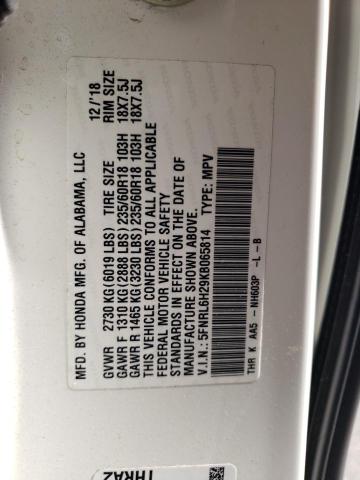 MFD. BY HONDA MFG. OF ALABAMA, LLC 12/'18
GVWR 2730 KG (6019 LBS) TIRE SIZE RIM SIZE
GAWR F 1310 KG (2888 LBS) 235/60R18 103H 18X7.5J
GAWR R 1465 KG (3230 LBS) 235/60R18 103H 18X7.5J
THIS VEHICLE CONFORMS TO ALL APPLICABLE
FEDERAL MOTOR VEHICLE SAFETY
STANDARDS IN EFFECT ON THE DATE OF
MANUFACTURE SHOWN ABOVE.
V.I.N.: 5FNRL6H29KB065814 TYPE: MPV
THR K AA5 - NH603P -L -B
THRA2